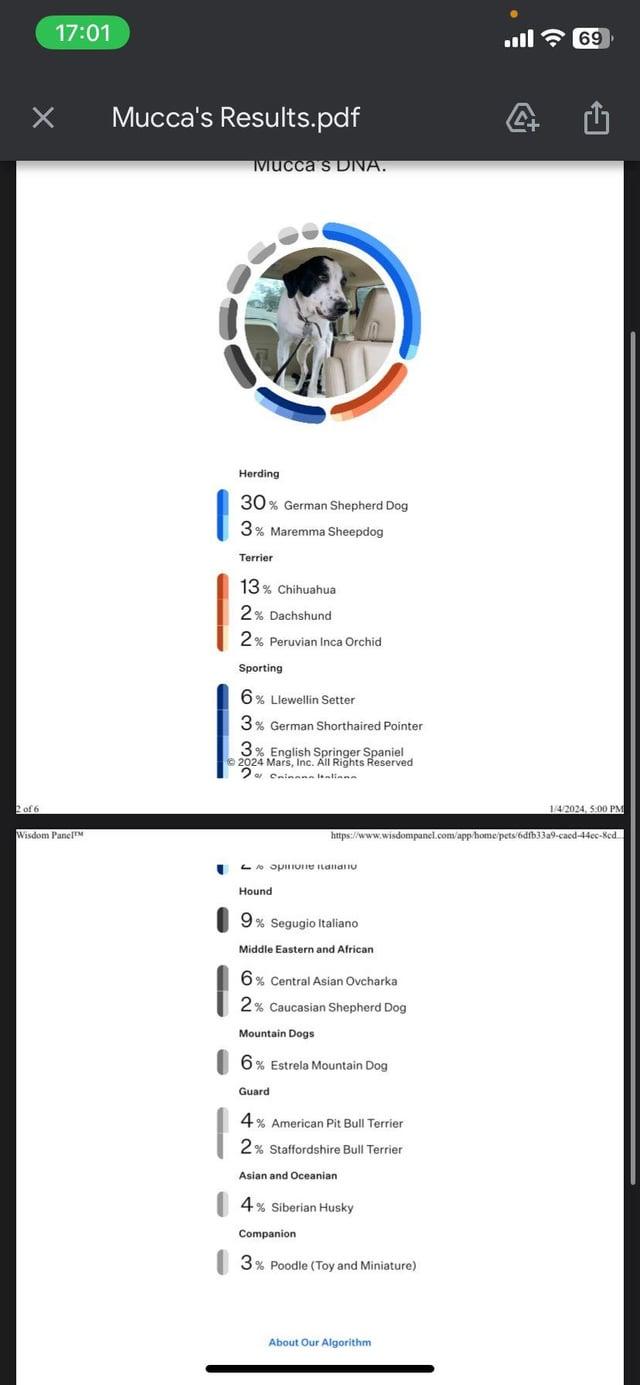 17:01
69
Mucca's Results.pdf
Mucca's DNA.
Herding
30 % German Shepherd Dog
3 % Maremma Sheepdog
Terrier
13 % Chihuahua
2 % Dachshund
2 % Peruvian Inca Orchid
Sporting
6 % Llewellin Setter
3 % German Shorthaired Pointer
3 % English Springer Spaniel
© 2024 Mars, Inc. All Rights Reserved
2 % Spinone Italiano
2 of 6
1/4/2024, 5:00 PM
Wisdom Panel™
https://www.wisdompanel.com/app/home/pets/6dfb33a9-caed-44ec-8cd...
2 % Spinone Italiano
Hound
9 % Segugio Italiano
Middle Eastern and African
6 % Central Asian Ovcharka
2 % Caucasian Shepherd Dog
Mountain Dogs
6 % Estrela Mountain Dog
Guard
4 % American Pit Bull Terrier
2 % Staffordshire Bull Terrier
Asian and Oceanian
4 % Siberian Husky
Companion
3 % Poodle (Toy and Miniature)
About Our Algorithm